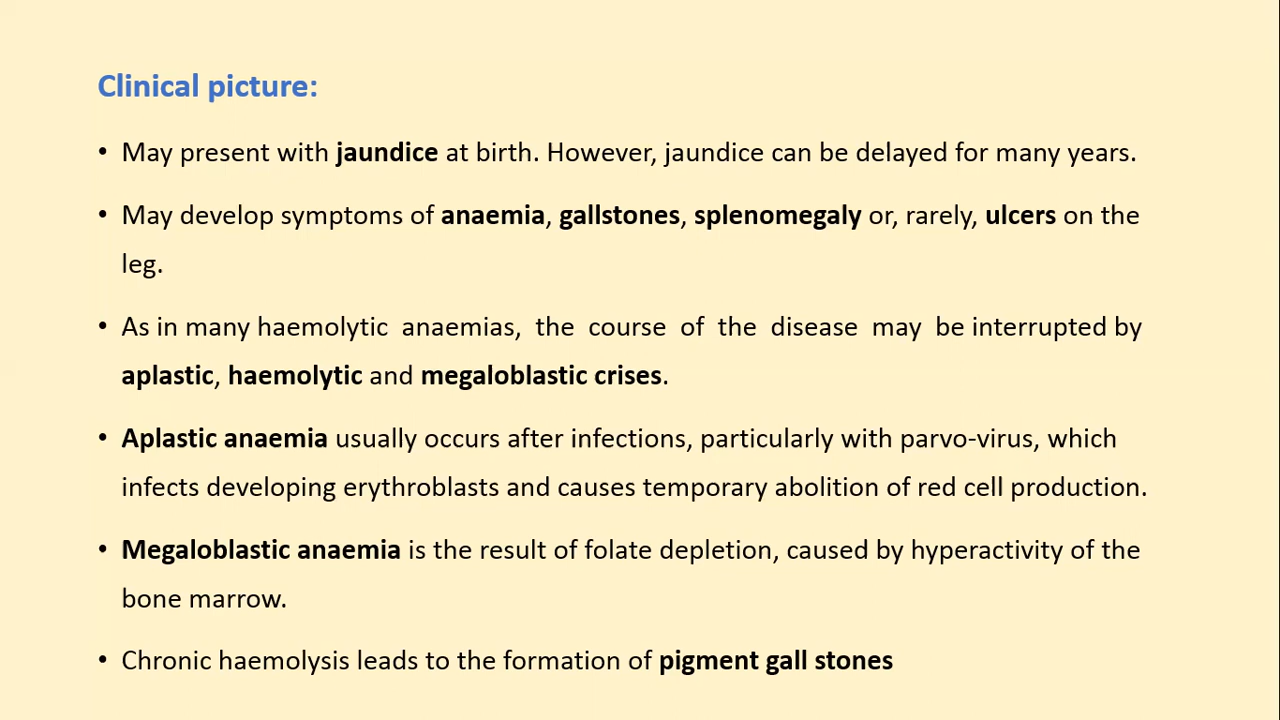 Clinical picture:
• May present with jaundice at birth. However, jaundice can be delayed for many years.
• May develop symptoms of anaemia, gallstones, splenomegaly or, rarely, ulcers on the
leg.
• As in many haemolytic anaemias, the course of the disease may be interrupted by
aplastic, haemolytic and megaloblastic crises.
• Aplastic anaemia usually occurs after infections, particularly with parvo-virus, which
infects developing erythroblasts and causes temporary abolition of red cell production.
• Megaloblastic anaemia is the result of folate depletion, caused by hyperactivity of the
bone marrow.
• Chronic haemolysis leads to the formation of pigment gall stones